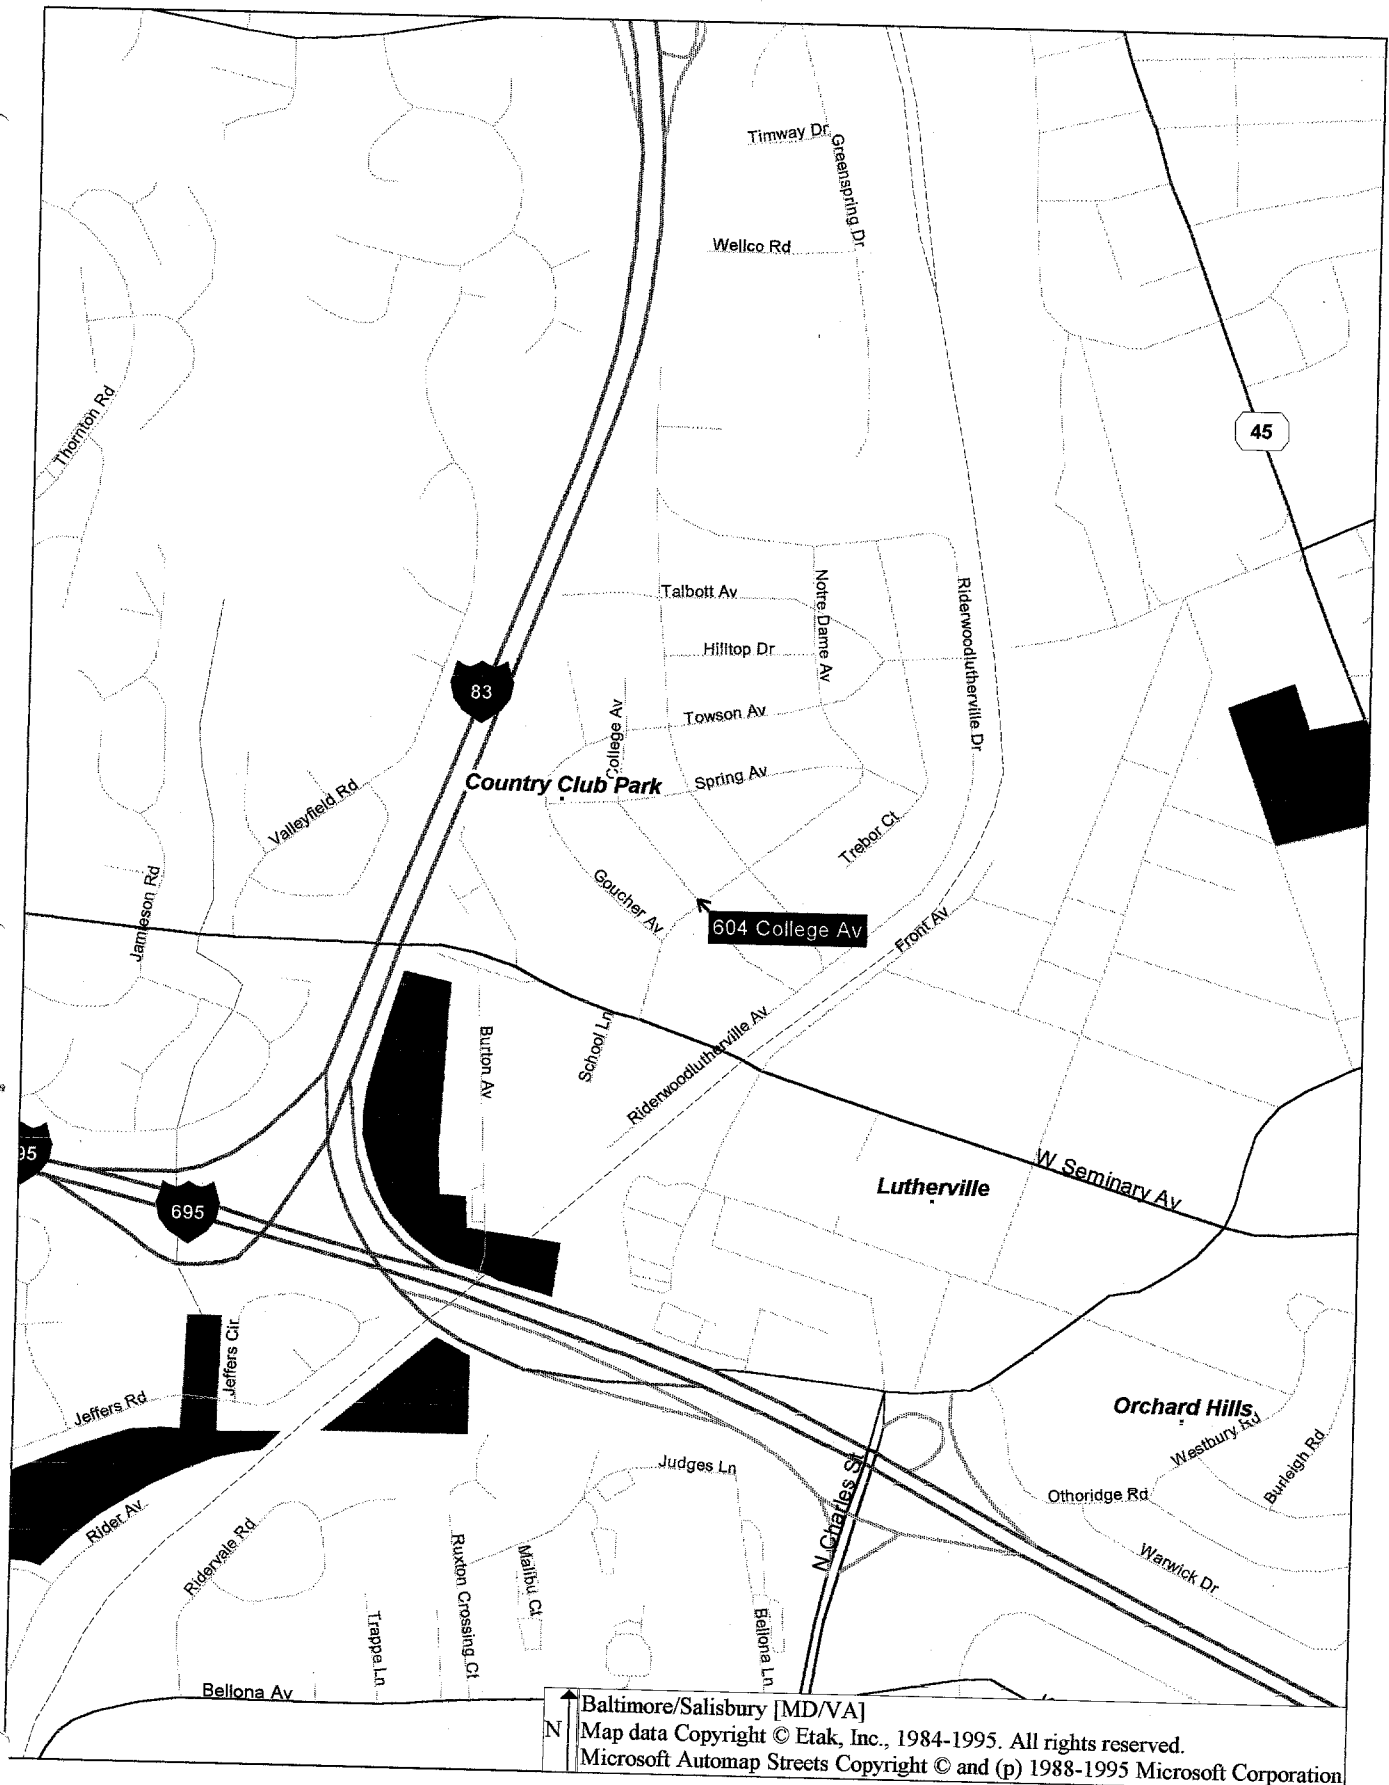 Timway Dr
Greenspring Dr
Wellco Rd
Thornton Rd
45
Talbott Av
Notre Dame Av
Riderwoodlutherville Dr
Hilltop Dr
83
College Av
Towson Av
Country Club Park
Spring Av
Valleyfield Rd
Trebor Ct
Jamieson Rd
Goucher Av
604 College Av
Front Av
Burton Av
School Ln
Riderwoodlutherville Av
95
W Seminary Av
Lutherville
695
Jeffers Cir
Jeffers Rd
Orchard Hills
Westbury Rd
Burleigh Rd
Judges Ln
N Charles St
Othoridge Rd
Rider Av
Ridervale Rd
Ruxton Crossing Ct
Malibu Ct
Warwick Dr
Trappe Ln
Bellona Ln
Bellona Av
Baltimore/Salisbury [MD/VA]
N
Map data Copyright © Etak, Inc., 1984-1995. All rights reserved.
Microsoft Automap Streets Copyright © and (p) 1988-1995 Microsoft Corporation